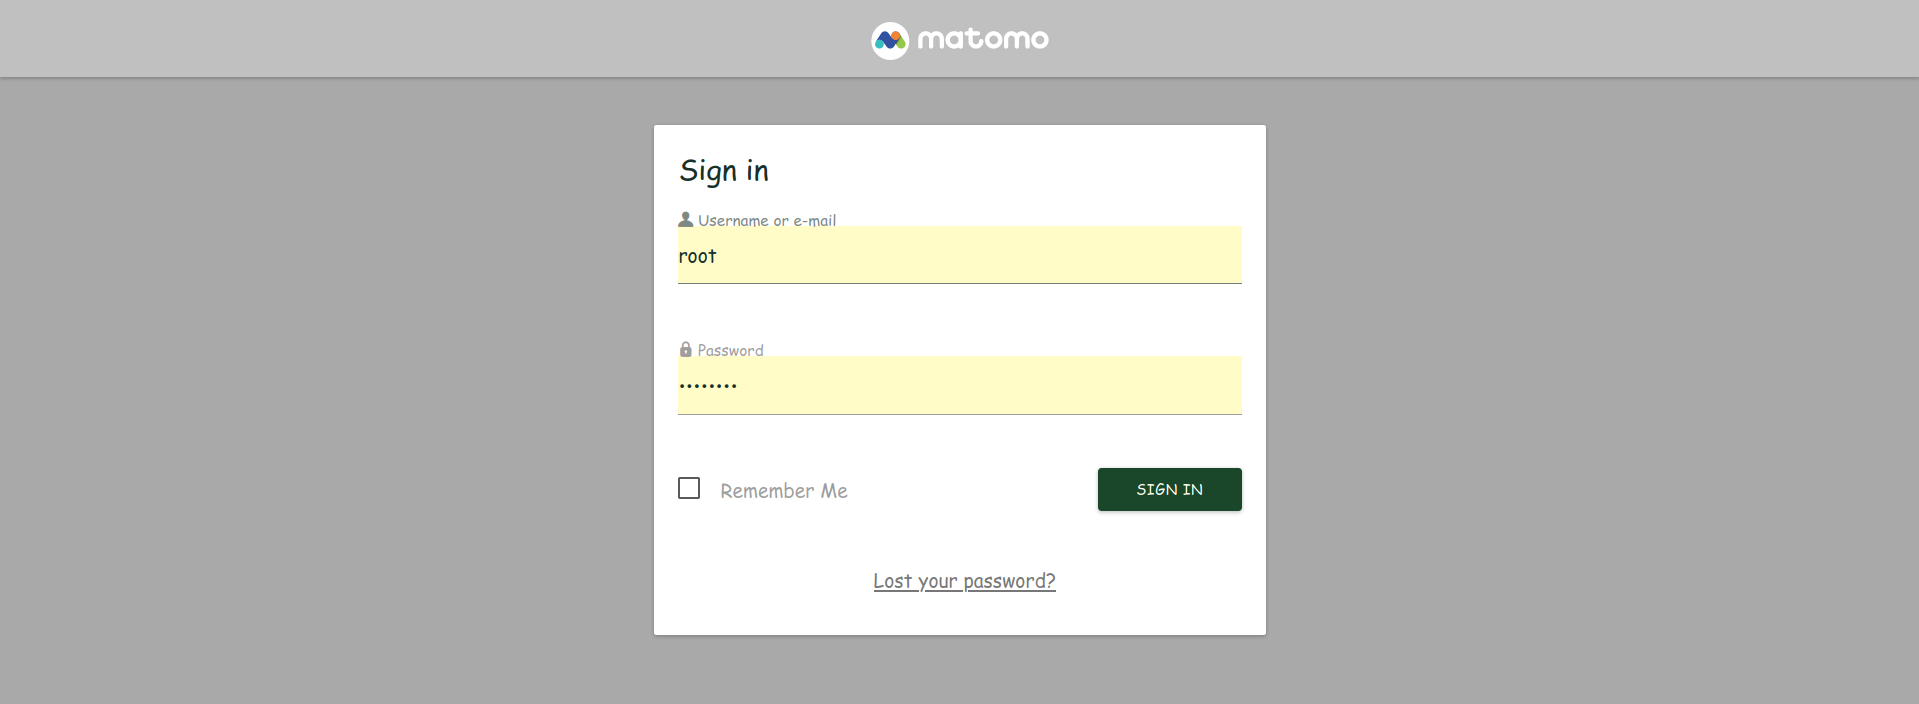 matomo
Sign in
Username or e-mail
root
Password
••••••••
Remember Me
SIGN IN
Lost your password?